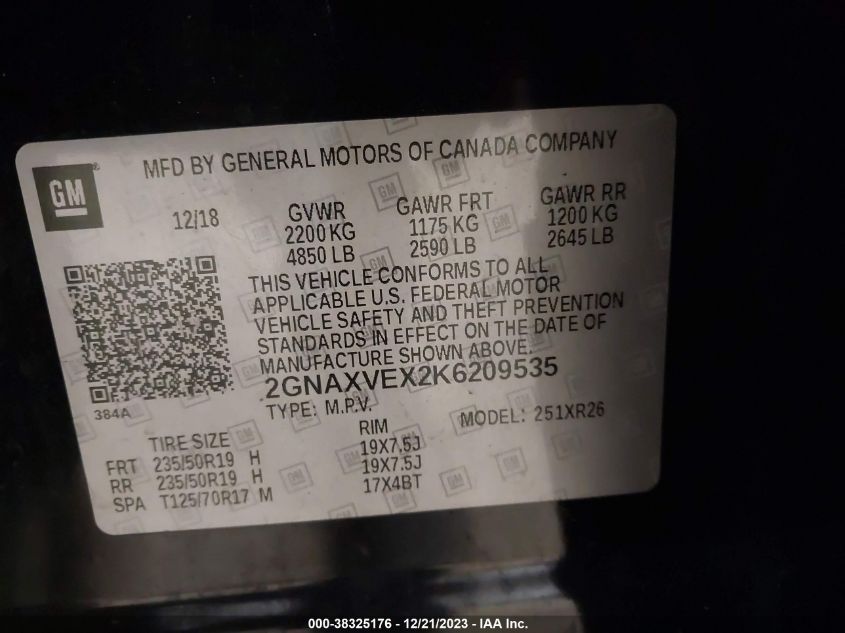 MFD BY GENERAL MOTORS OF CANADA COMPANY
GM
®
12/18 GVWR GAWR FRT GAWR RR
2200 KG 1175 KG 1200 KG
4850 LB 2590 LB 2645 LB
THIS VEHICLE CONFORMS TO ALL
APPLICABLE U.S. FEDERAL MOTOR
VEHICLE SAFETY AND THEFT PREVENTION
STANDARDS IN EFFECT ON THE DATE OF
MANUFACTURE SHOWN ABOVE.
2GNAXVEX2K6209535
384A
TYPE: M.P.V. MODEL: 251XR26
TIRE SIZE RIM
FRT 235/50R19 H 19X7.5J
RR 235/50R19 H 19X7.5J
SPA T125/70R17 M 17X4BT
000-38325176 - 12/21/2023 - IAA Inc.